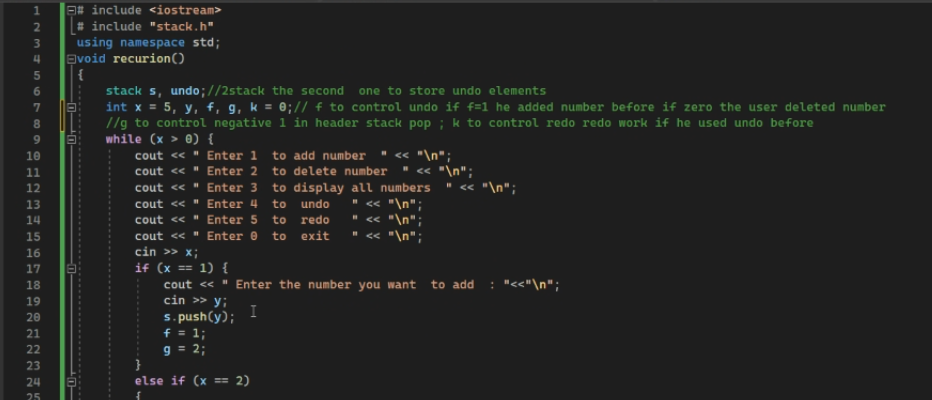 1 # include <iostream>
2 # include "stack.h"
3 using namespace std;
4 void recurion()
5 {
6 stack s, undo;//2stack the second  one to store undo elements
7 int x = 5, y, f, g, k = 0;// f to control undo if f=1 he added number before if zero the user deleted number
8 //g to control negative 1 in header stack pop ; k to control redo redo work if he used undo before
9 while (x > 0) {
10 cout << " Enter 1  to add number  " << "\n";
11 cout << " Enter 2  to delete number  " << "\n";
12 cout << " Enter 3  to display all numbers  " << "\n";
13 cout << " Enter 4  to  undo   " << "\n";
14 cout << " Enter 5  to  redo   " << "\n";
15 cout << " Enter 0  to  exit   " << "\n";
16 cin >> x;
17 if (x == 1) {
18 cout << " Enter the number you want  to add  : "<<"\n";
19 cin >> y;
20 s.push(y);
21 f = 1;
22 g = 2;
23 }
24 else if (x == 2)
25 {